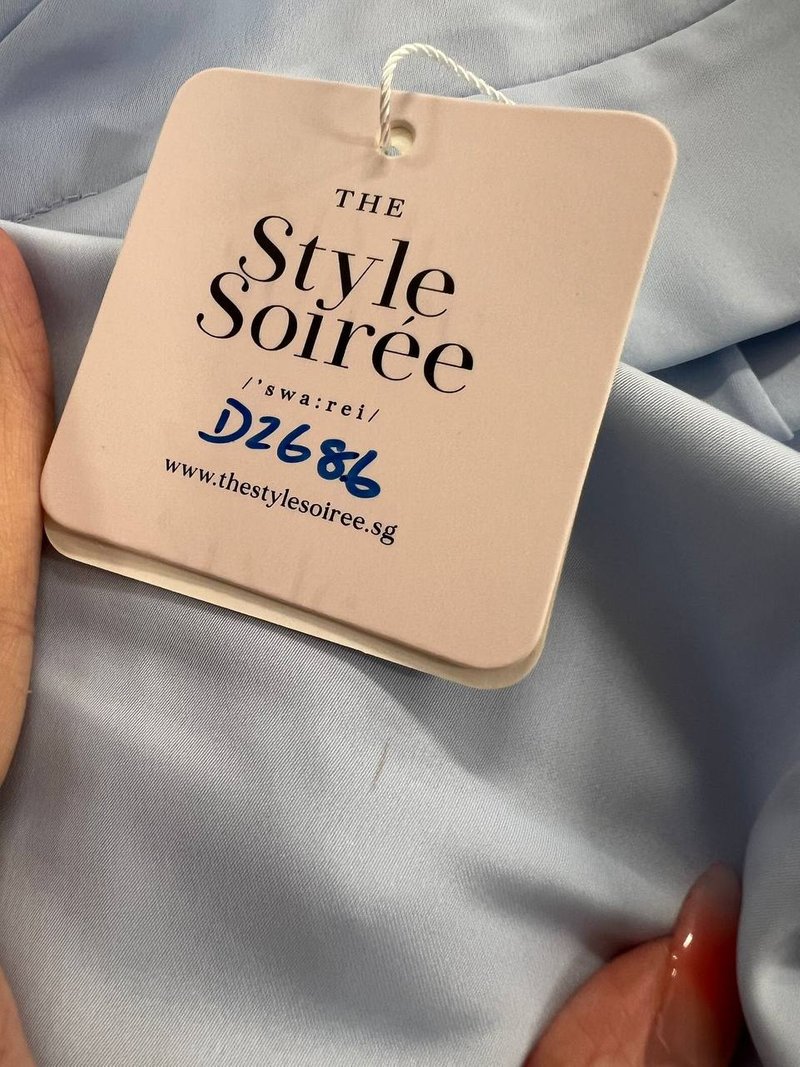 THE
Style
Soirée
/'swa:rei/
D2686
www.thestylesoiree.sg